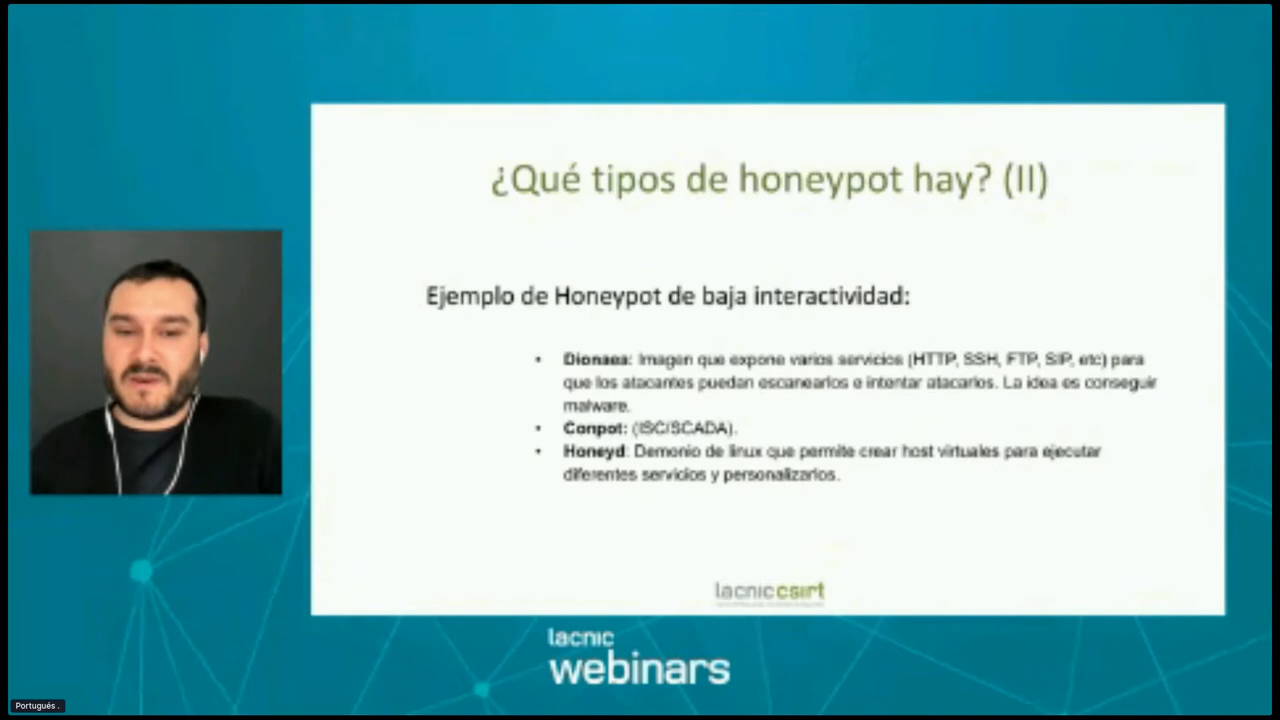 ¿Qué tipos de honeypot hay? (II)
Ejemplo de Honeypot de baja interactividad:
• Dionaea: Imagen que expone varios servicios (HTTP, SSH, FTP, SIP, etc) para
que los atacantes puedan escanearlos e intentar atacarlos. La idea es conseguir
malware.
• Conpot: (ISC/SCADA).
• Honeyd: Demonio de linux que permite crear host virtuales para ejecutar
diferentes servicios y personalizarlos.
lacniccsirt
lacnic
webinars
Portugués .